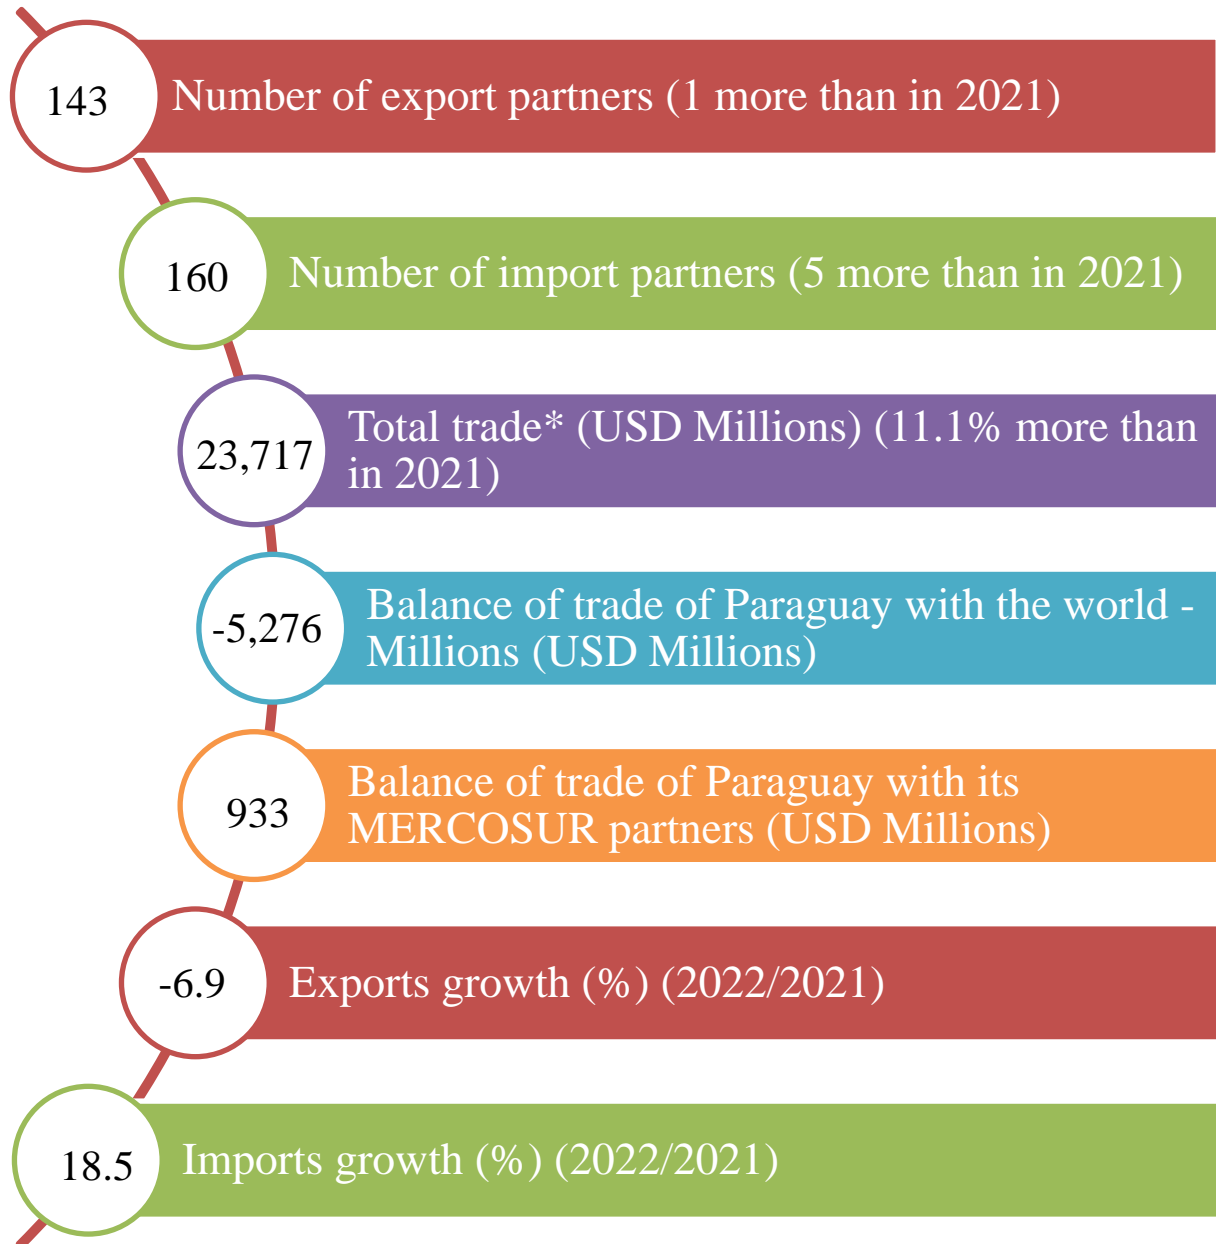 143
Number of export partners (1 more than in 2021)
160
Number of import partners (5 more than in 2021)
23,717
Total trade* (USD Millions) (11.1% more than
in 2021)
-5,276
Balance of trade of Paraguay with the world -
Millions (USD Millions)
933
Balance of trade of Paraguay with its
MERCOSUR partners (USD Millions)
-6.9
Exports growth (%) (2022/2021)
18.5
Imports growth (%) (2022/2021)